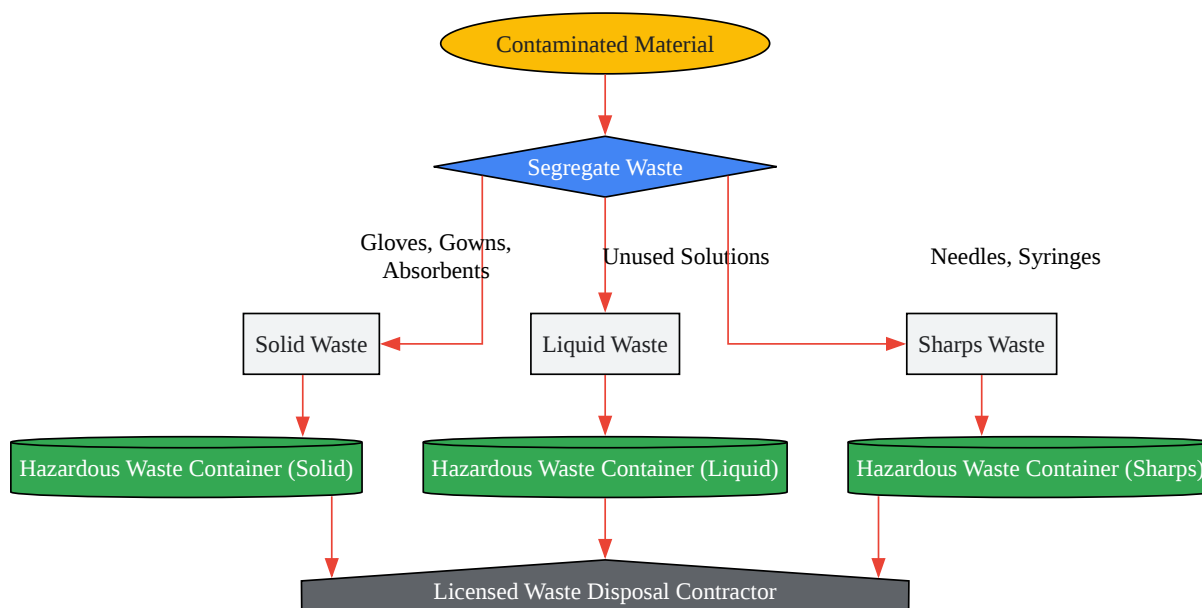 Contaminated Material
Segregate Waste
Gloves, Gowns,
Absorbents
Unused Solutions
Needles, Syringes
Solid Waste
Liquid Waste
Sharps Waste
Hazardous Waste Container (Solid)
Hazardous Waste Container (Liquid)
Hazardous Waste Container (Sharps)
Licensed Waste Disposal Contractor